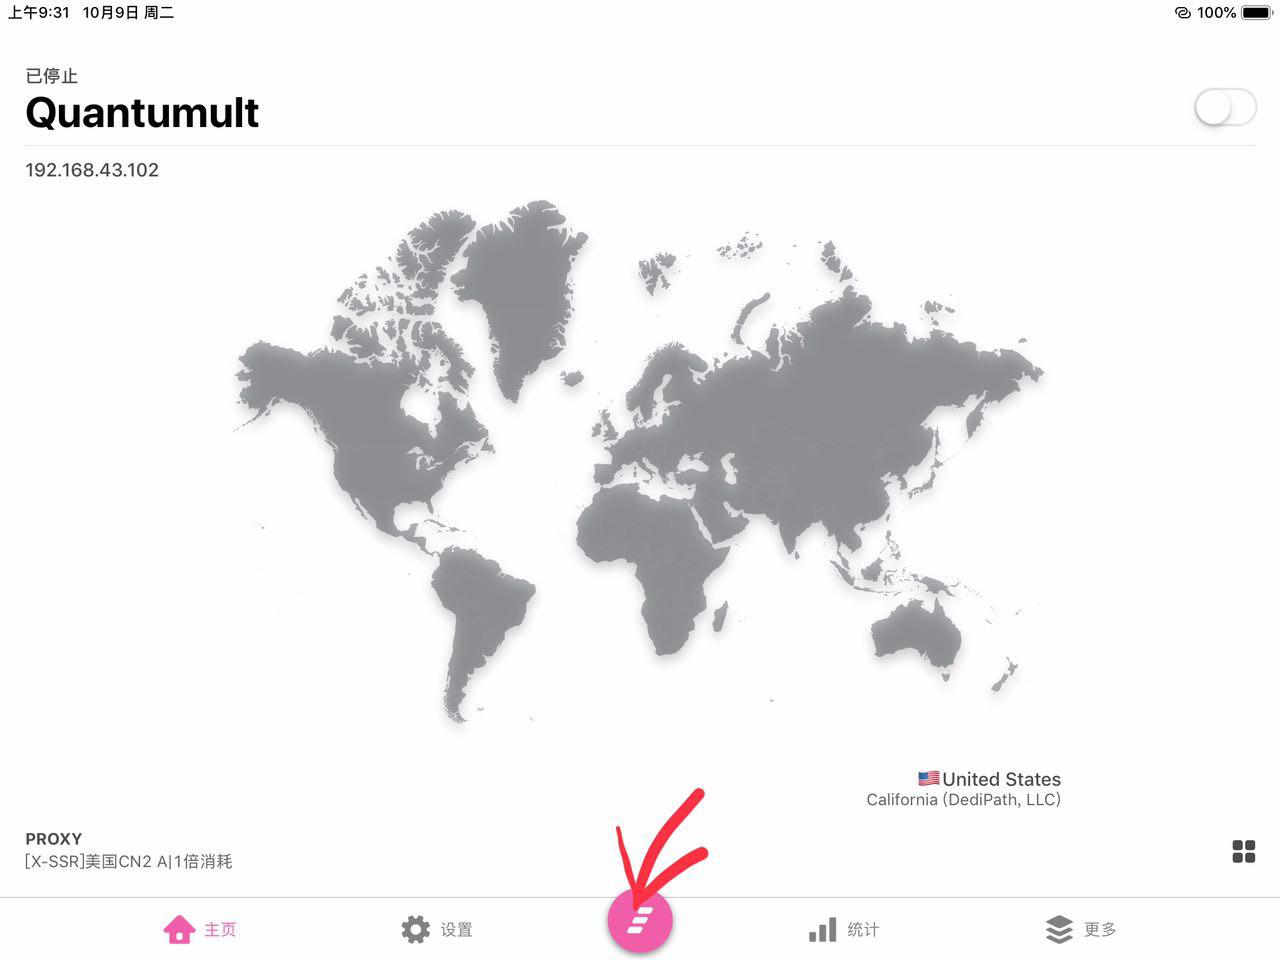 上午9:31 10月9日 周二
100%
已停止
Quantumult
192.168.43.102
🇺🇸United States
California (DediPath, LLC)
PROXY
[X-SSR]美国CN2 A|1倍消耗
主页
设置
统计
更多